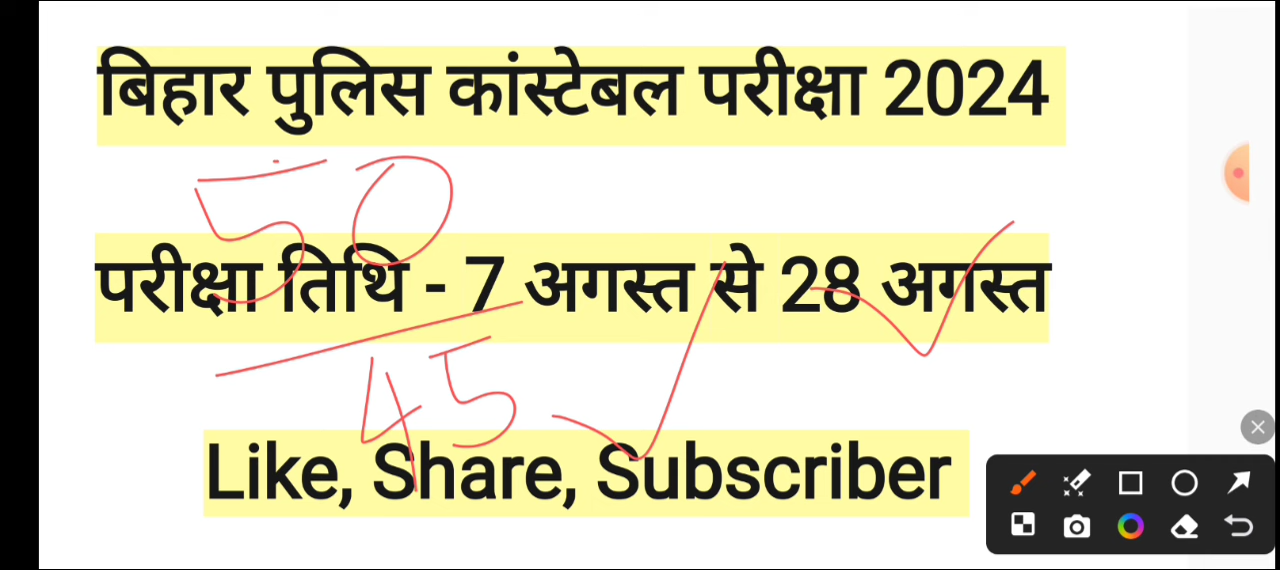 बिहार पुलिस कांस्टेबल परीक्षा 2024
50
परीक्षा तिथि - 7 अगस्त से 28 अगस्त
45
Like, Share, Subscriber